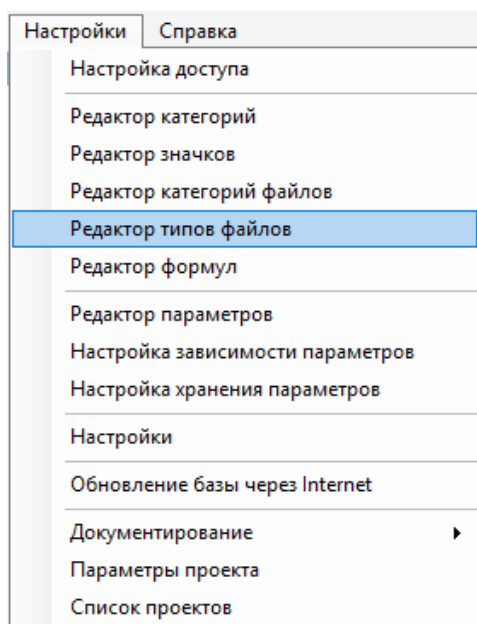 Настройки Справка
Настройка доступа
Редактор категорий
Редактор значков
Редактор категорий файлов
Редактор типов файлов
Редактор формул
Редактор параметров
Настройка зависимости параметров
Настройка хранения параметров
Настройки
Обновление базы через Internet
Документирование
Параметры проекта
Список проектов